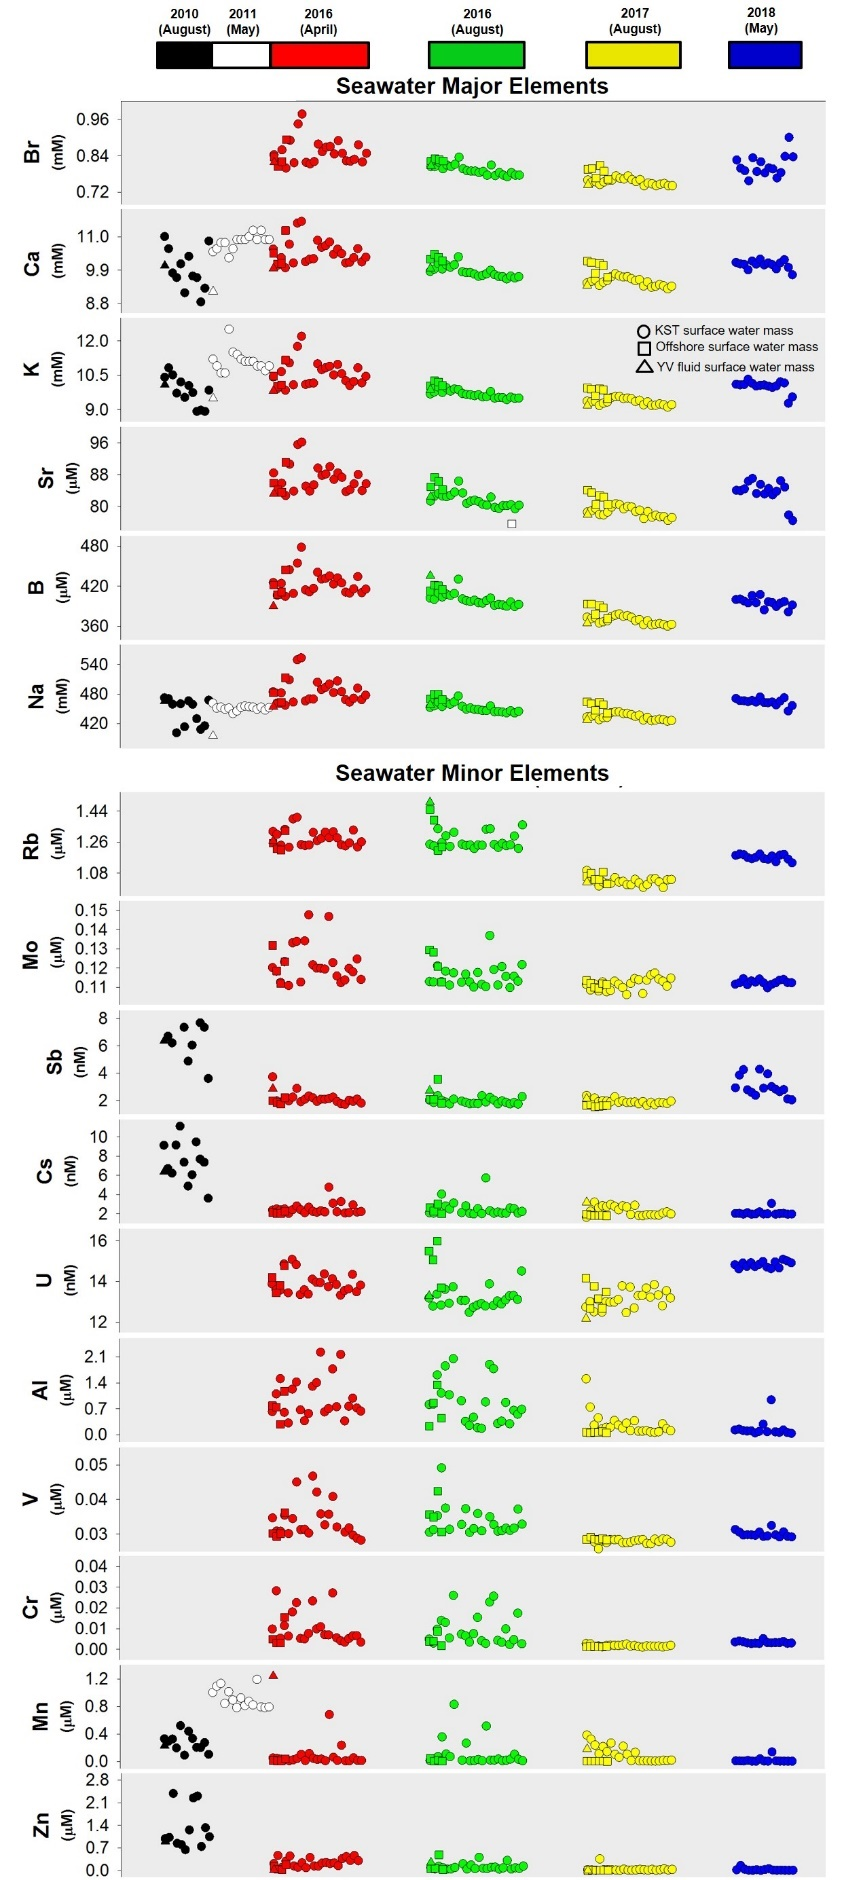 2010 2011 2016 2016 2017 2018
(August) (May) (April) (August) (August) (May)
Seawater Major Elements
Br (mM)
0.96
0.84
0.72
Ca (mM)
11.0
9.9
8.8
K (mM)
12.0
10.5
9.0
KST surface water mass
Offshore surface water mass
YV fluid surface water mass
Sr (µM)
96
88
80
B (µM)
480
420
360
Na (mM)
540
480
420
Seawater Minor Elements
Rb (µM)
1.44
1.26
1.08
Mo (µM)
0.15
0.14
0.13
0.12
0.11
Sb (nM)
8
6
4
2
Cs (nM)
10
8
6
4
2
U (nM)
16
14
12
Al (µM)
2.1
1.4
0.7
0.0
V (µM)
0.05
0.04
0.03
Cr (µM)
0.04
0.03
0.02
0.01
0.00
Mn (µM)
1.2
0.8
0.4
0.0
Zn (µM)
2.8
2.1
1.4
0.7
0.0